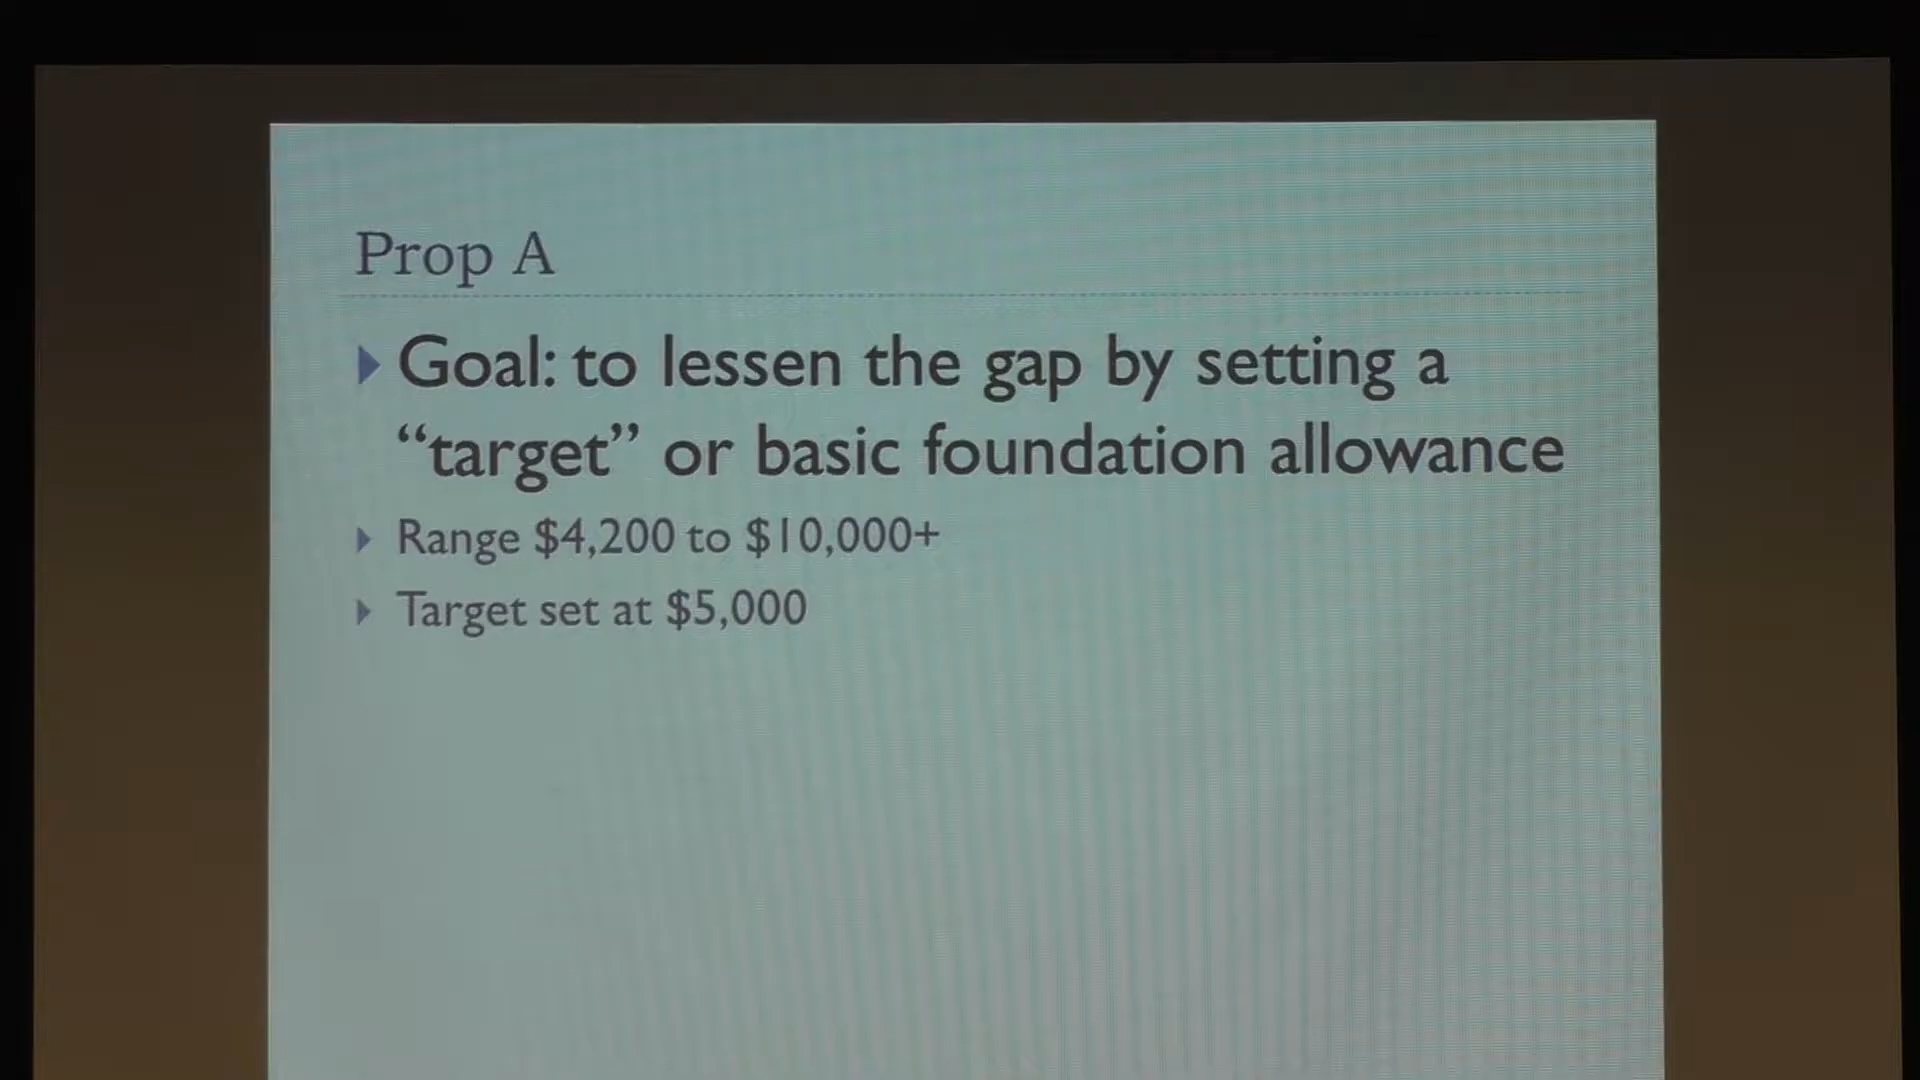 Prop A
Goal: to lessen the gap by setting a
“target” or basic foundation allowance
Range $4,200 to $10,000+
Target set at $5,000